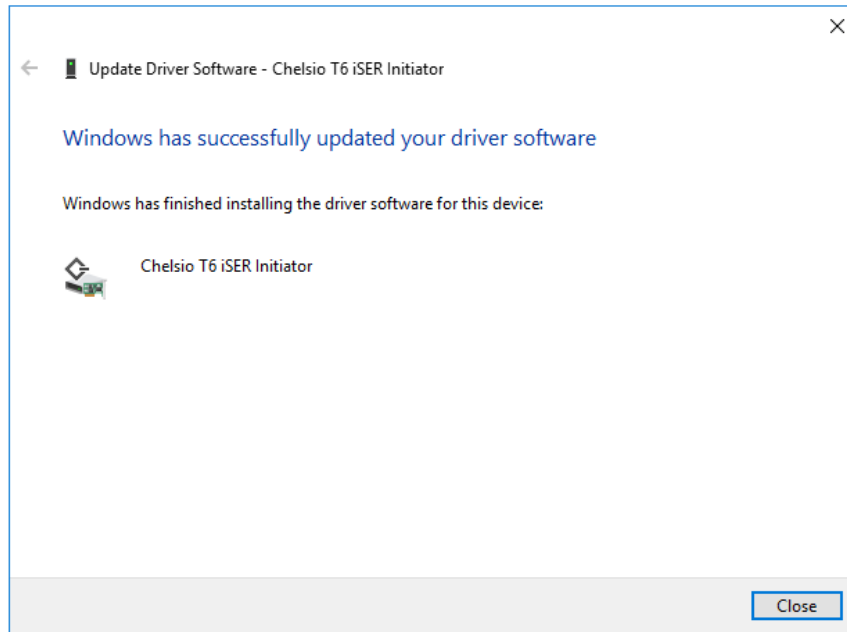 Update Driver Software - Chelsio T6 iSER Initiator
Windows has successfully updated your driver software
Windows has finished installing the driver software for this device:
Chelsio T6 iSER Initiator
Close